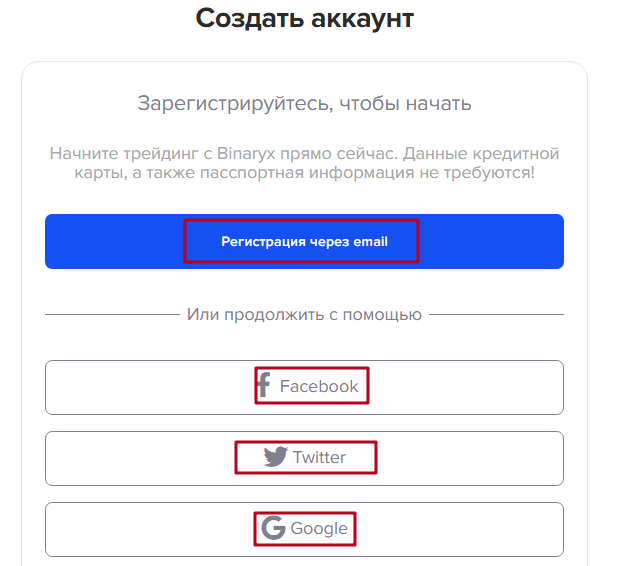 Создать аккаунт
Зарегистрируйтесь, чтобы начать
Начните трейдинг с Binaryx прямо сейчас. Данные кредитной
карты, а также пасспортная информация не требуются!
Регистрация через email
Или продолжить с помощью
Facebook
Twitter
Google